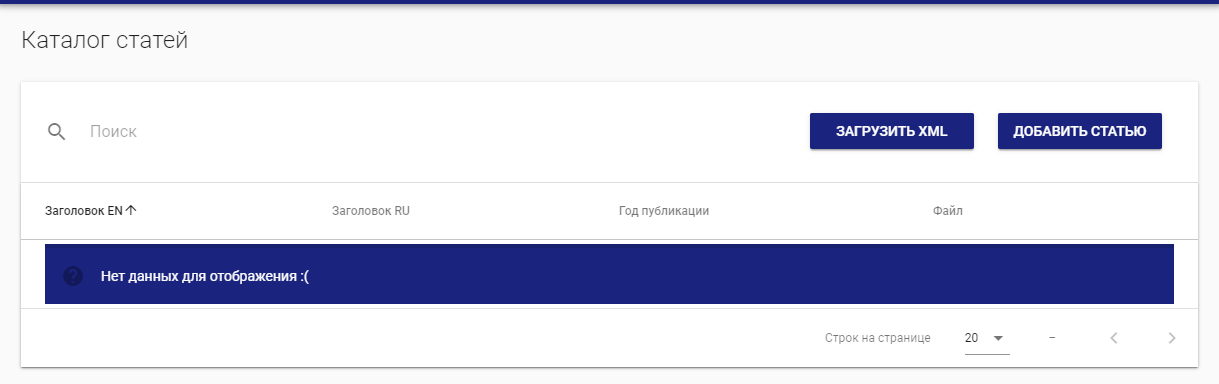 Каталог статей
Поиск
ЗАГРУЗИТЬ XML
ДОБАВИТЬ СТАТЬЮ
Заголовок EN
Заголовок RU
Год публикации
Файл
Нет данных для отображения :(
Строк на странице
20
–